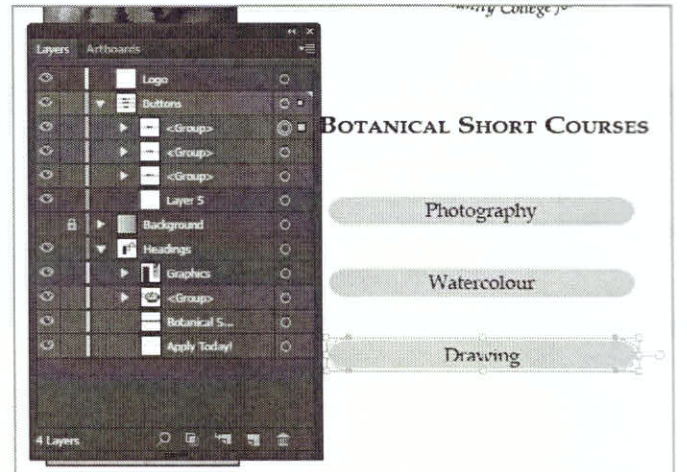 Layers Artboards
Logo
Buttons
<Group>
<Group>
<Group>
Layer 5
Background
Headings
Graphics
<Group>
Botanical S...
Apply Today!
4 Layers
College
BOTANICAL SHORT COURSES
Photography
Watercolour
Drawing